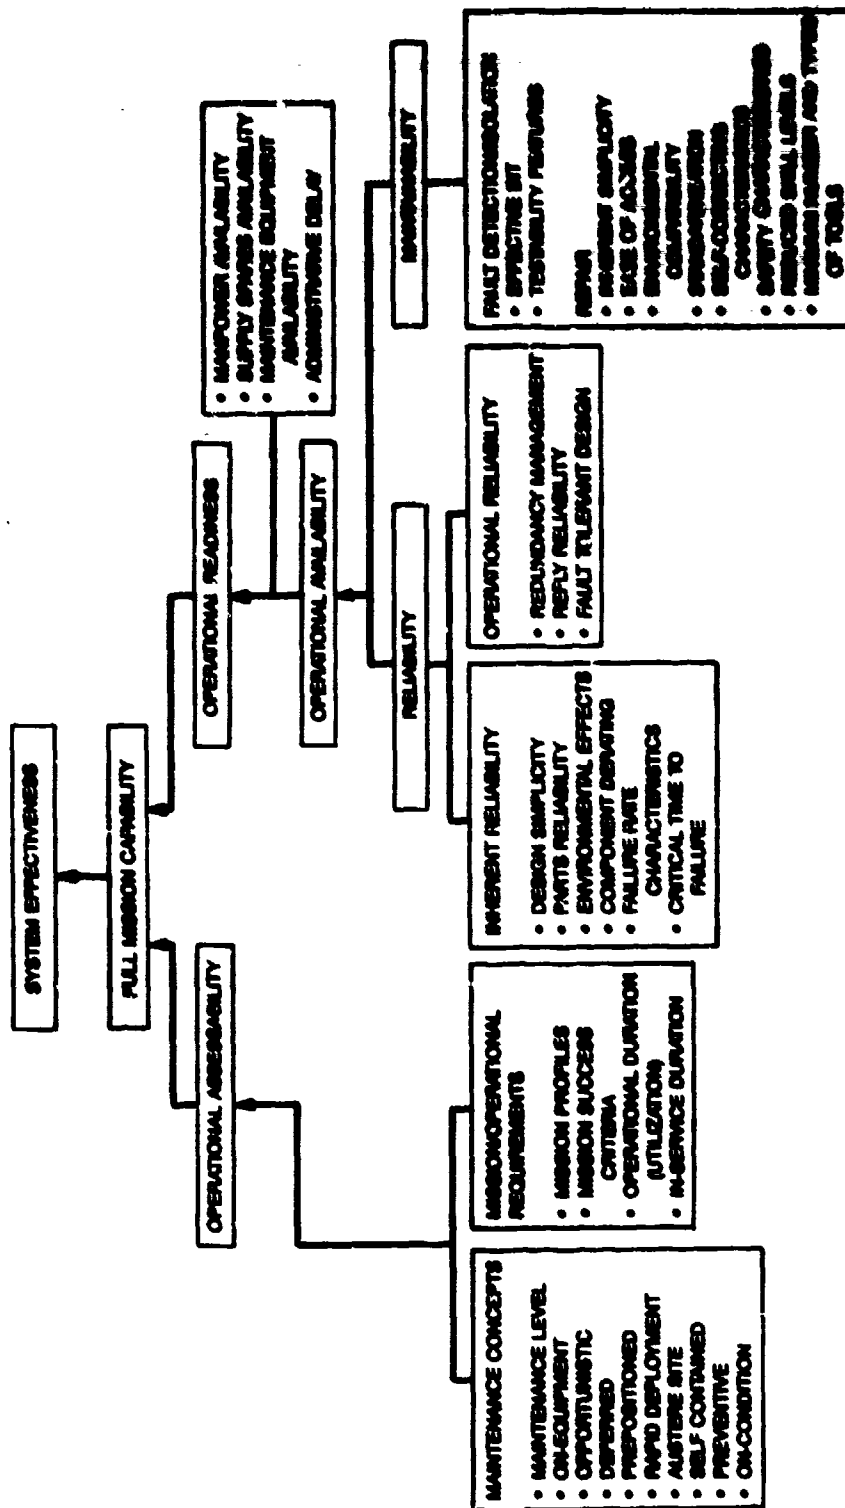 SYSTEM EFFECTIVENESS
FULL MISSION CAPABILITY
OPERATIONAL ASSESSABILITY
OPERATIONAL READINESS
• MANPOWER AVAILABILITY
• SUPPLY SPARES AVAILABILITY
• MAINTENANCE EQUIPMENT
AVAILABILITY
• ADMINISTRATIVE DELAY
OPERATIONAL AVAILABILITY
RELIABILITY
MAINTAINABILITY
MAINTENANCE CONCEPTS
• MAINTENANCE LEVEL
• ON-EQUIPMENT
• OPPORTUNISTIC
• DEFERRED
• PREPOSITIONED
• RAPID DEPLOYMENT
• AUSTERE SITE
• SELF CONTAINED
• PREVENTIVE
• ON-CONDITION
MISSION/OPERATIONAL
REQUIREMENTS
• MISSION PROFILES
• MISSION SUCCESS
CRITERIA
• OPERATIONAL DURATION
(UTILIZATION)
• IN-SERVICE DURATION
INHERENT RELIABILITY
• DESIGN SIMPLICITY
• PARTS RELIABILITY
• ENVIRONMENTAL EFFECTS
• COMPONENT DERATING
• FAILURE RATE
CHARACTERISTICS
• CRITICAL TIME TO
FAILURE
OPERATIONAL RELIABILITY
• REDUNDANCY MANAGEMENT
• REPLY RELIABILITY
• FAULT TOLERANT DESIGN
FAULT DETECTION/ISOLATION
• EFFECTIVE BIT
• TESTABILITY FEATURES
REPAIR
• INHERENT SIMPLICITY
• EASE OF ACCESS
• ENVIRONMENTAL
• STANDARDIZATION
• SELF-CORRECTING
CHARACTERISTICS
• SAFETY CHARACTERISTICS
• REDUCED SKILL LEVELS
• MINIMUM NUMBER AND TYPES
OF TOOLS